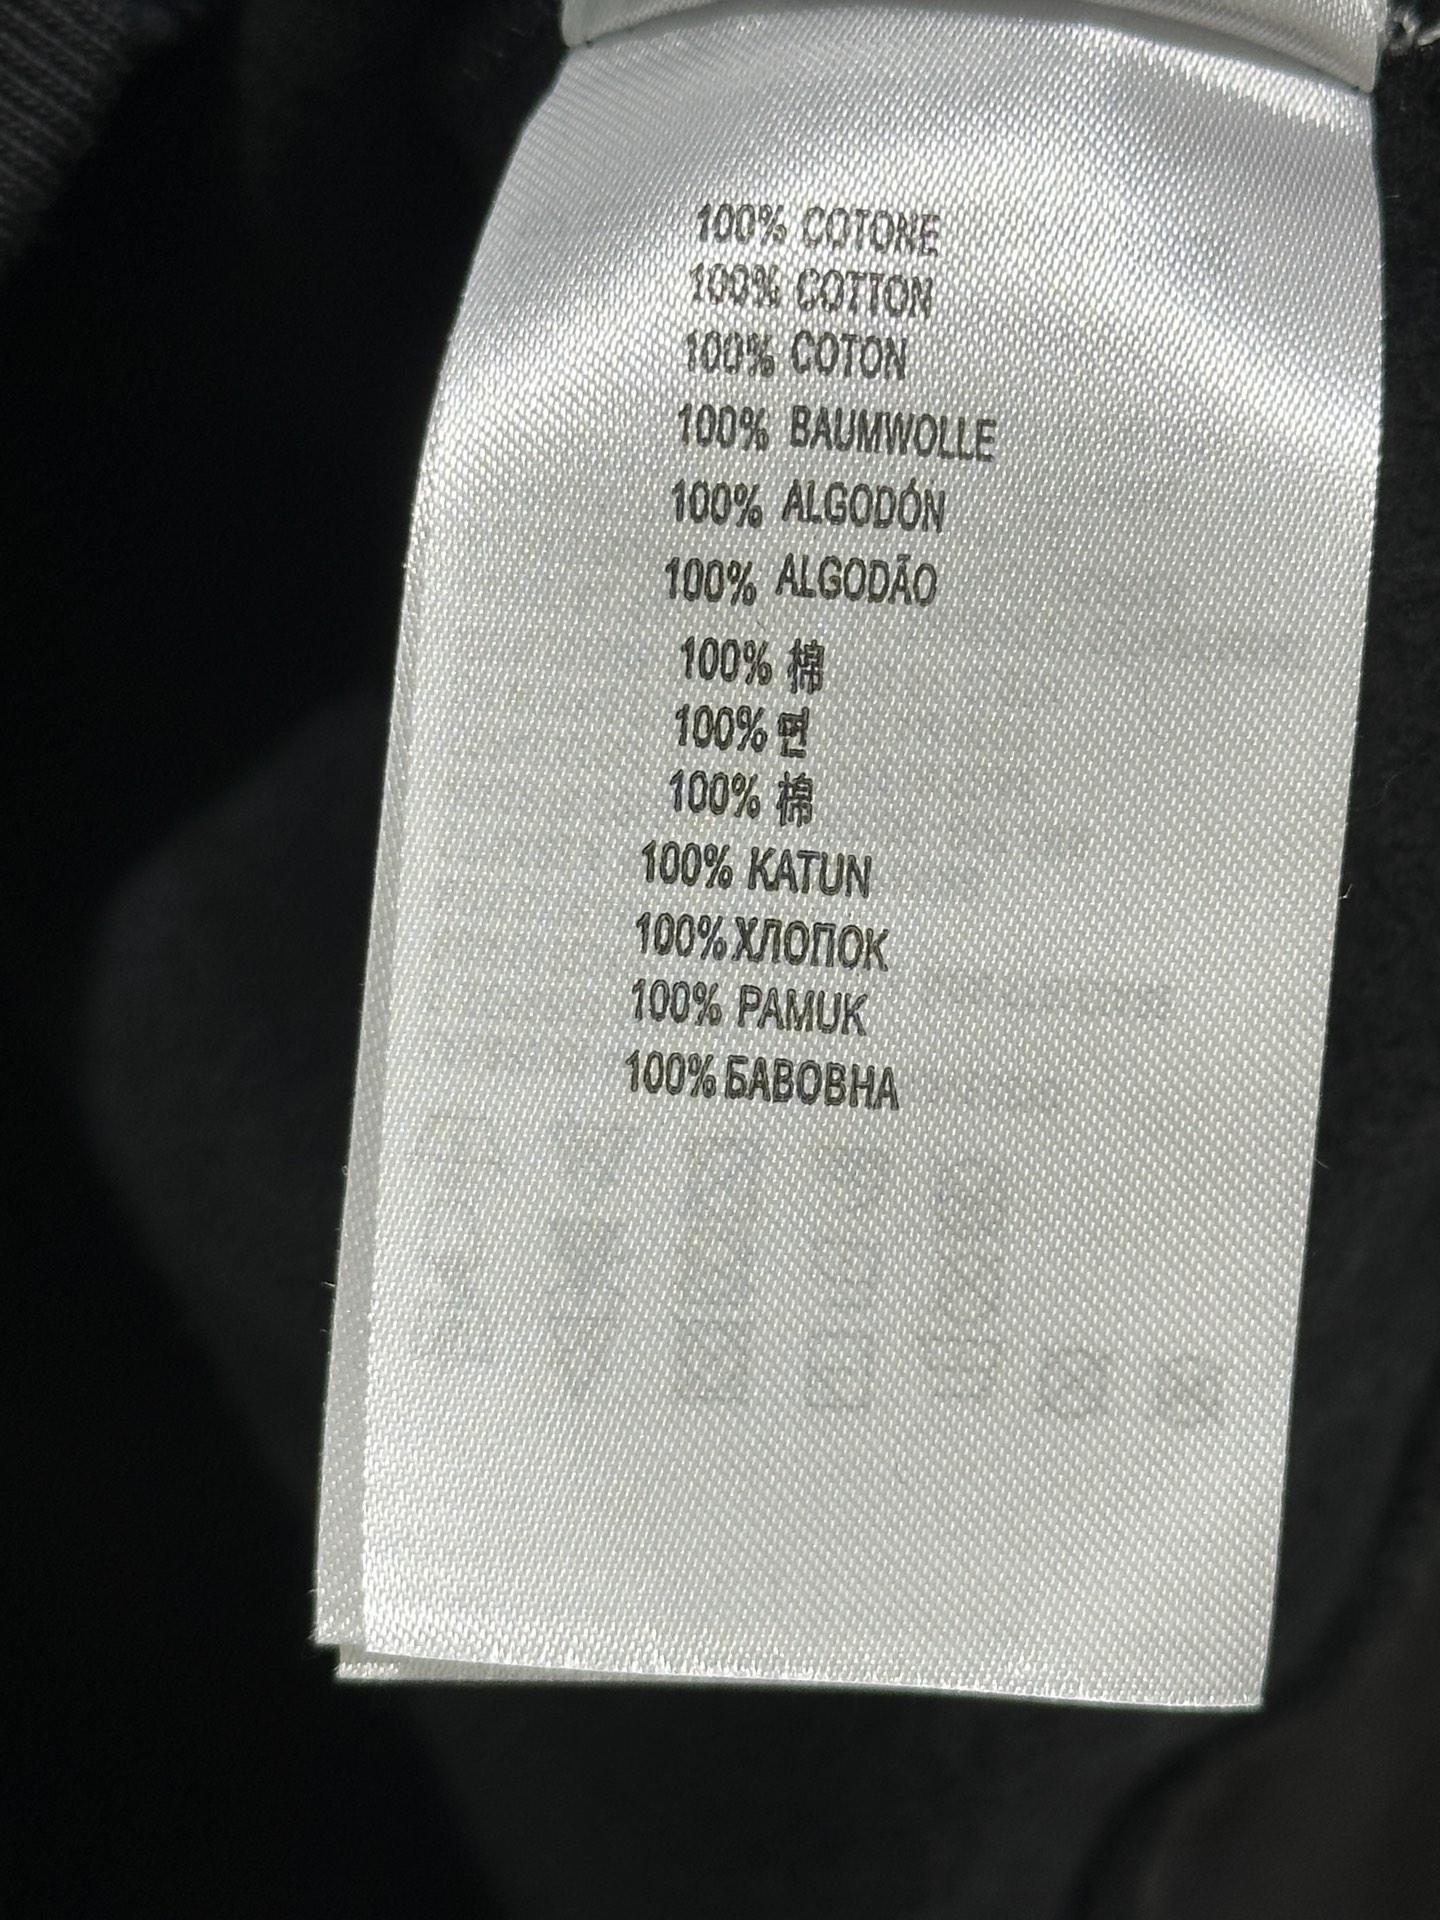 100% COTONE
100% COTTON
100% COTON
100% BAUMWOLLE
100% ALGODÓN
100% ALGODÃO
100% 棉
100% 면
100% 棉
100% KATUN
100% ХЛОПОК
100% PAMUK
100% БАВОВНА